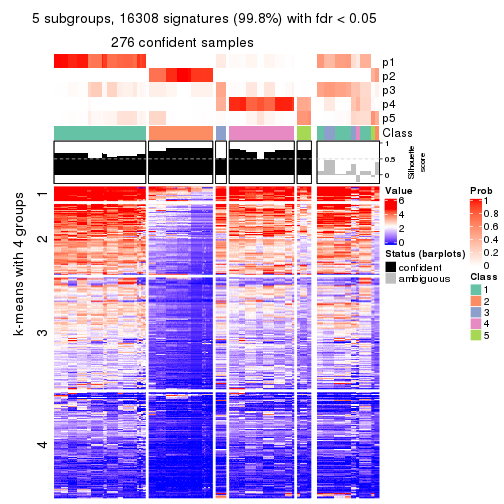 5 subgroups, 16308 signatures (99.8%) with fdr < 0.05
276 confident samples
p1
p2
p3
p4
p5
Class
1
0.5
0
Silhouette
score
k-means with 4 groups
1
2
3
4
Value
6
4
2
0
Status (barplots)
confident
ambiguous
Prob
1
0.8
0.6
0.4
0.2
0
Class
1
2
3
4
5